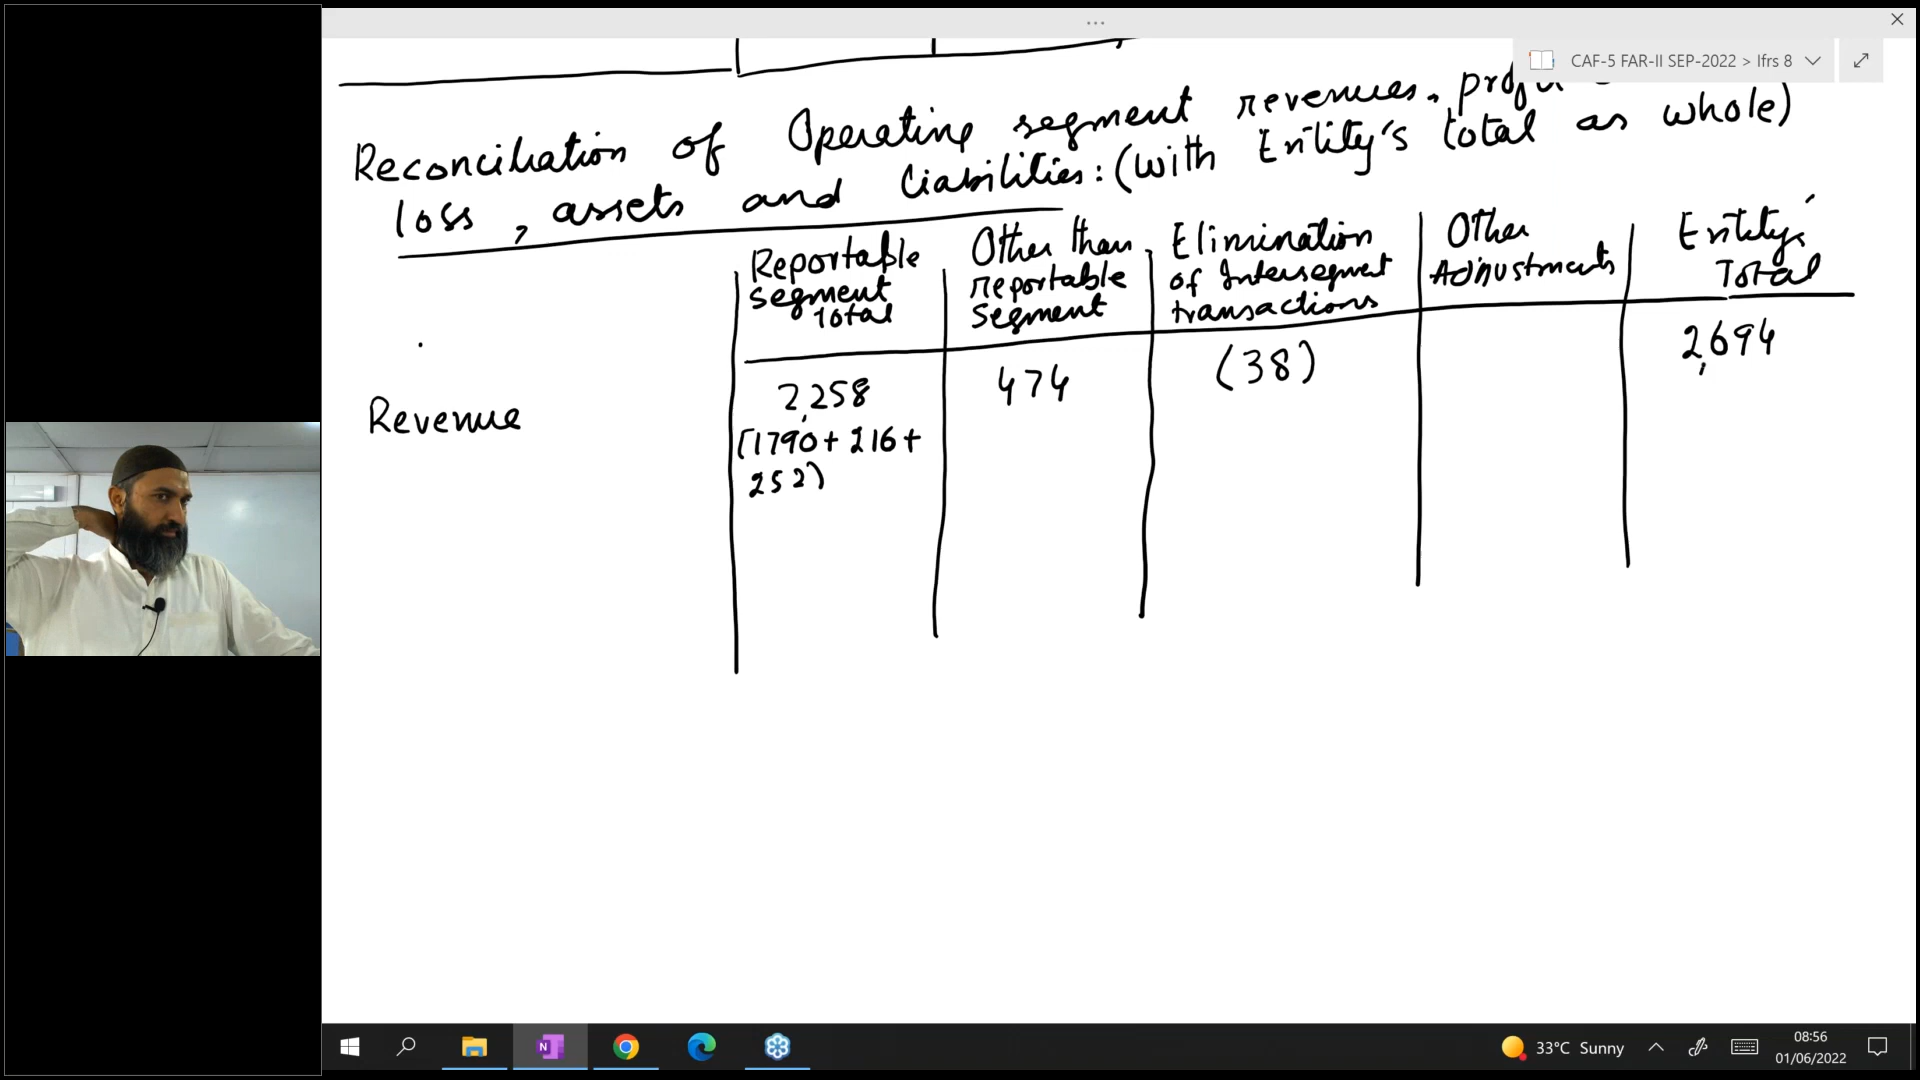 CAF-5 FAR-II SEP-2022 > Ifrs 8
Reconciliation of Operating segment revenues,
loss, assets and Liabilities: (with Entity's total as whole)
Reportable segment total
Other than reportable segment
Elimination of Intersegment transactions
Other Adjustments
Entity's Total
Revenue
2,258
(1790 + 216 +
252)
474
(38)
2,694
33°C Sunny
08:56
01/06/2022